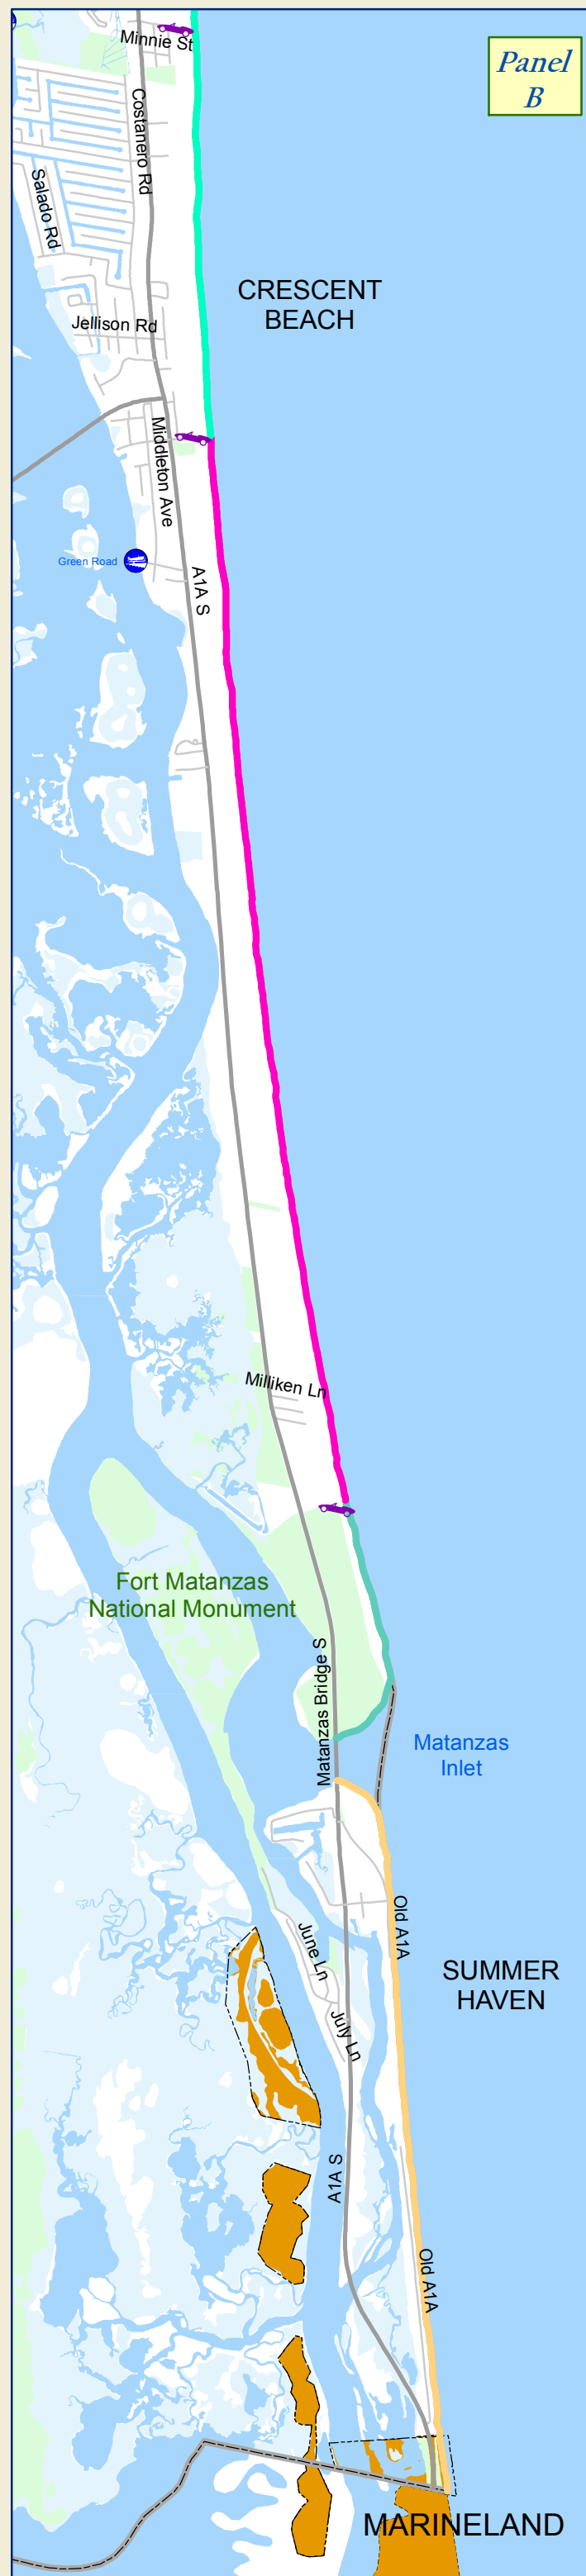 Minnie St
Panel
B
Costanero Rd
Salado Rd
CRESCENT
BEACH
Jellison Rd
Middleton Ave
Green Road
A1A S
Milliken Ln
Fort Matanzas
National Monument
Matanzas Bridge S
Matanzas
Inlet
Old A1A
June Ln
SUMMER
HAVEN
July Ln
A1A S
Old A1A
MARINELAND